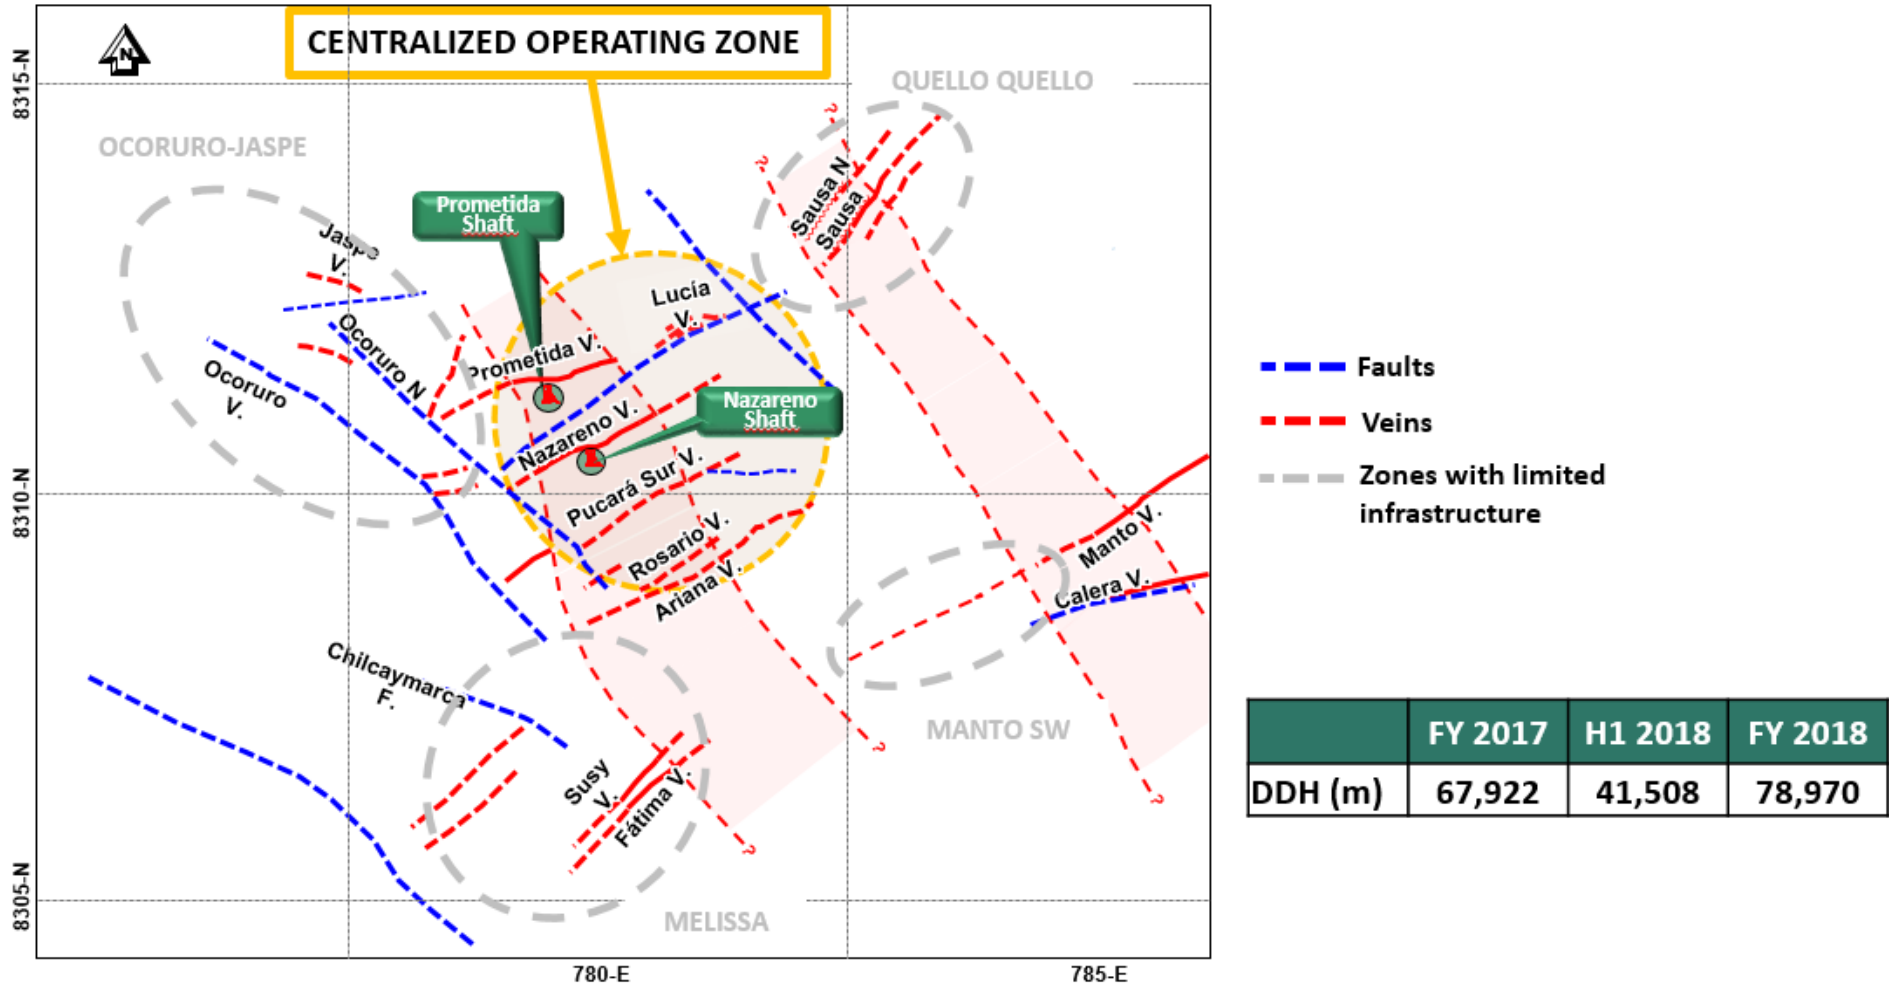 CENTRALIZED OPERATING ZONE
N
8315-N
8310-N
8305-N
780-E
785-E
QUELLO QUELLO
OCORURO-JASPE
Prometida
Shaft
Nazareno
Shaft
?
?
Sausa N
Sausa
Jaspe
V.
Ocoruro N
Ocoruro
V.
Lucía
V.
Prometida V.
Nazareno V.
Pucará Sur V.
Rosario V.
Ariana V.
Manto V.
Calera V.
Chilcaymarca
F.
Susy
V.
Fátima V.
?
?
?
MANTO SW
MELISSA
Faults
Veins
Zones with limited
infrastructure
FY 2017 H1 2018 FY 2018
DDH (m) 67,922 41,508 78,970